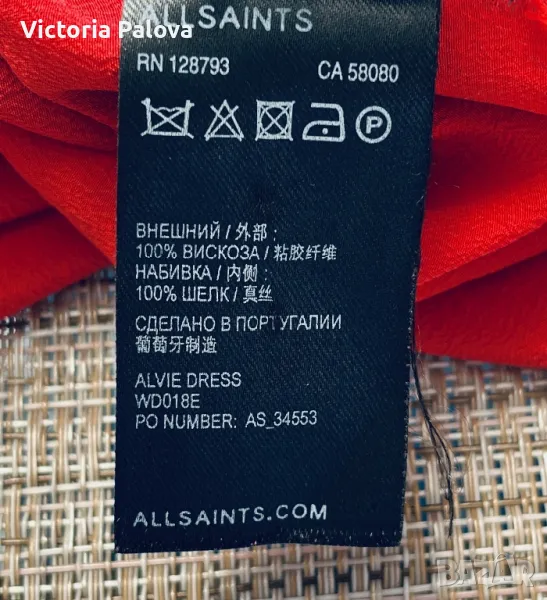 Victoria Palova
ALLSAINTS
RN 128793 CA 58080
P
ВНЕШНИЙ / 外部 :
100% ВИСКОЗА / 粘胶纤维
НАБИВКА / 内侧 :
100% ШЕЛК / 真丝
СДЕЛАНО В ПОРТУГАЛИИ
葡萄牙制造
ALVIE DRESS
WD018E
PO NUMBER: AS_34553
ALLSAINTS.COM